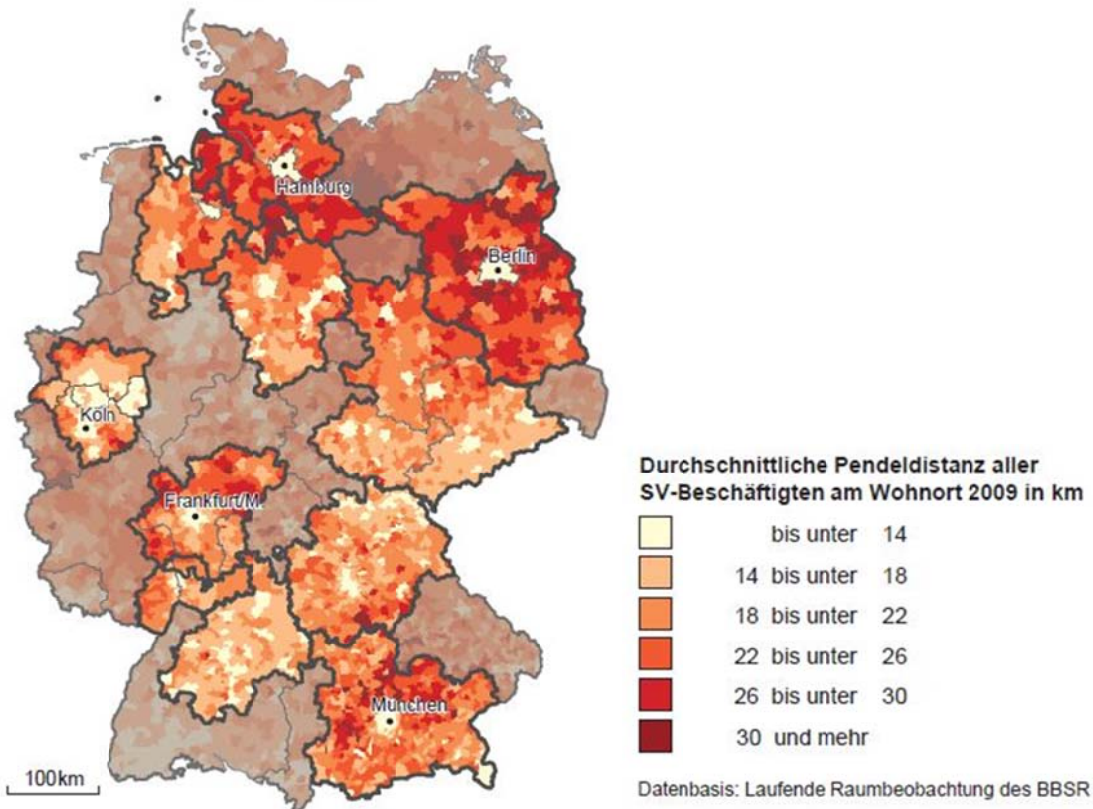 Hamburg
Berlin
Köln
Frankfurt/M.
München
100km
Durchschnittliche Pendeldistanz aller
SV-Beschäftigten am Wohnort 2009 in km
bis unter 14
14 bis unter 18
18 bis unter 22
22 bis unter 26
26 bis unter 30
30 und mehr
Datenbasis: Laufende Raumbeobachtung des BBSR